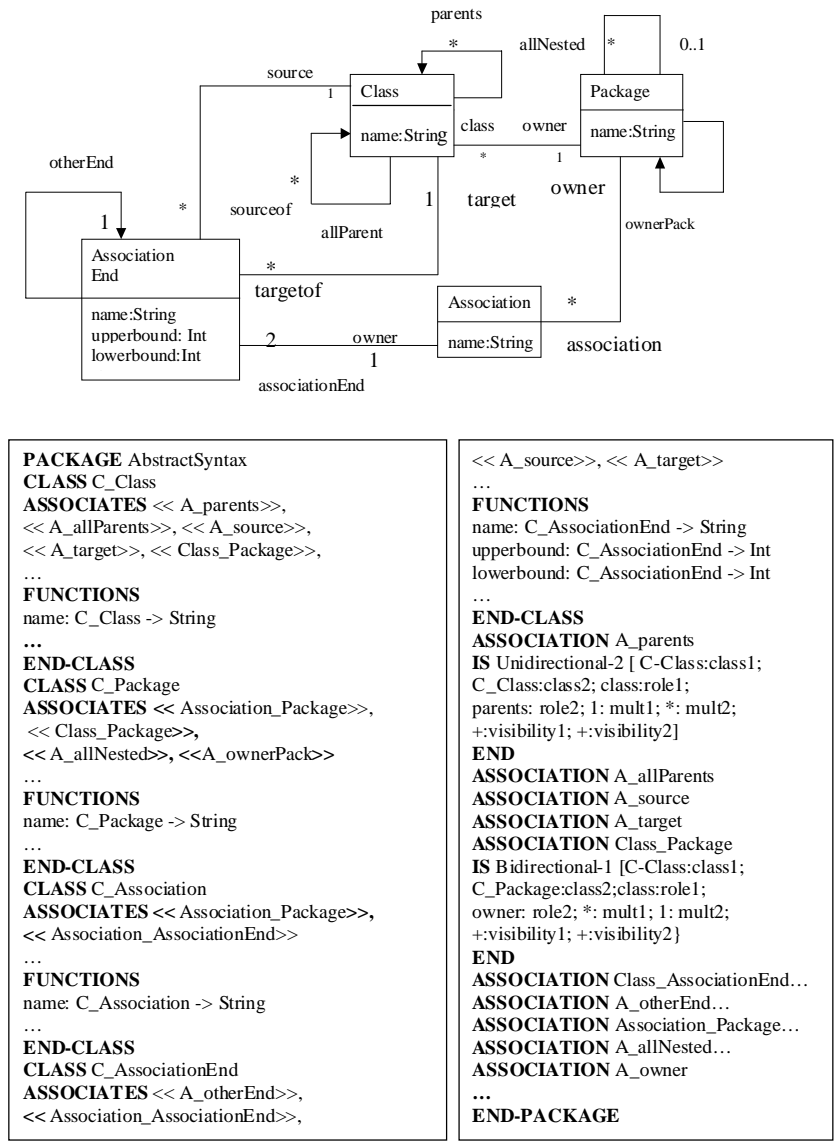 parents
*
allNested
*
0..1
source
1
Class
Package
name:String
class
owner
name:String
*
1
otherEnd
*
*
sourceof
1
target
owner
ownerPack
1
allParent
Association
End
*
targetof
Association
*
name:String
upperbound: Int
lowerbound:Int
2
owner
1
name:String
association
associationEnd
PACKAGE AbstractSyntax
CLASS C_Class
ASSOCIATES << A_parents>>,
<< A_allParents>>, << A_source>>,
<< A_target>>, << Class_Package>>,
…
FUNCTIONS
name: C_Class -> String
…
END-CLASS
CLASS C_Package
ASSOCIATES << Association_Package>>,
<< Class_Package>>,
<< A_allNested>>, <<A_ownerPack>>
…
FUNCTIONS
name: C_Package -> String
…
END-CLASS
CLASS C_Association
ASSOCIATES << Association_Package>>,
<< Association_AssociationEnd>>
…
FUNCTIONS
name: C_Association -> String
…
END-CLASS
CLASS C_AssociationEnd
ASSOCIATES << A_otherEnd>>,
<< Association_AssociationEnd>>,
<< A_source>>, << A_target>>
…
FUNCTIONS
name: C_AssociationEnd -> String
upperbound: C_AssociationEnd -> Int
lowerbound: C_AssociationEnd -> Int
…
END-CLASS
ASSOCIATION A_parents
IS Unidirectional-2 [ C-Class:class1;
C_Class:class2; class:role1;
parents: role2; 1: mult1; *: mult2;
+:visibility1; +:visibility2]
END
ASSOCIATION A_allParents
ASSOCIATION A_source
ASSOCIATION A_target
ASSOCIATION Class_Package
IS Bidirectional-1 [C-Class:class1;
C_Package:class2;class:role1;
owner: role2; *: mult1; 1: mult2;
+:visibility1; +:visibility2}
END
ASSOCIATION Class_AssociationEnd…
ASSOCIATION A_otherEnd…
ASSOCIATION Association_Package…
ASSOCIATION A_allNested…
ASSOCIATION A_owner
…
END-PACKAGE